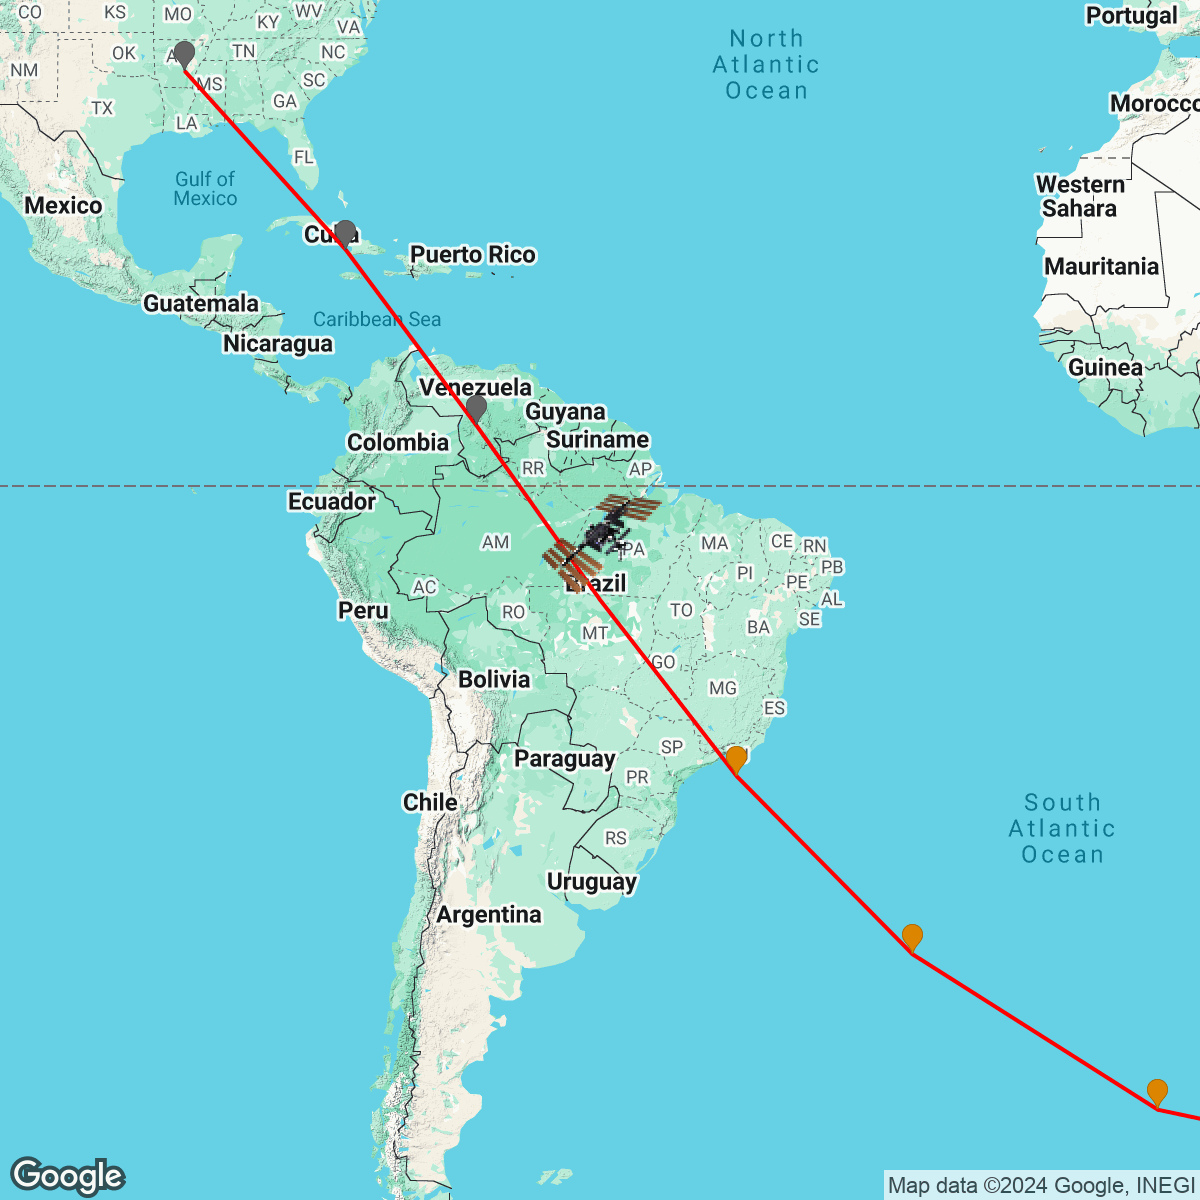 CO
KS
MO
WV
KY
VA
Portugal
North
Atlantic
Ocean
OK
TN
NC
NM
MS
SC
Morocco
TX
GA
LA
FL
Gulf of
Mexico
Western
Sahara
Mexico
Cuba
Puerto Rico
Mauritania
Guatemala
Caribbean Sea
Nicaragua
Guinea
Venezuela
Guyana
Colombia
Suriname
RR
AP
Ecuador
AM
PA
MA
CE
RN
PI
PB
PE
AC
Brazil
AL
Peru
RO
TO
SE
MT
BA
GO
Bolivia
MG
ES
SP
Paraguay
PR
Chile
South
Atlantic
Ocean
RS
Uruguay
Argentina
Google
Map data ©2024 Google, INEGI